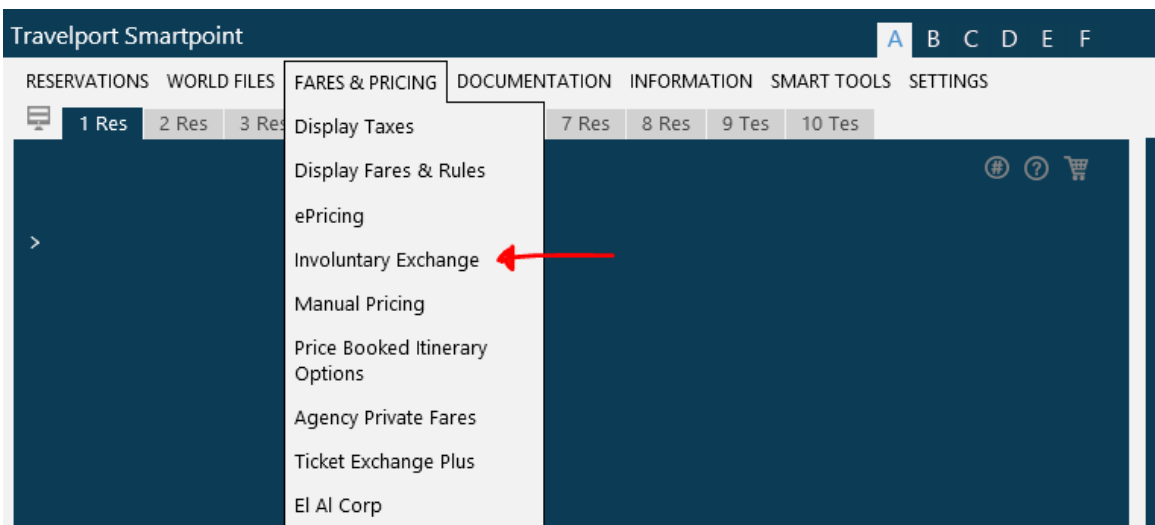 Travelport Smartpoint
A B C D E F
RESERVATIONS WORLD FILES FARES & PRICING DOCUMENTATION INFORMATION SMART TOOLS SETTINGS
1 Res 2 Res 3 Res 7 Res 8 Res 9 Tes 10 Tes
Display Taxes
Display Fares & Rules
# ?
ePricing
>
Involuntary Exchange
Manual Pricing
Price Booked Itinerary
Options
Agency Private Fares
Ticket Exchange Plus
El Al Corp